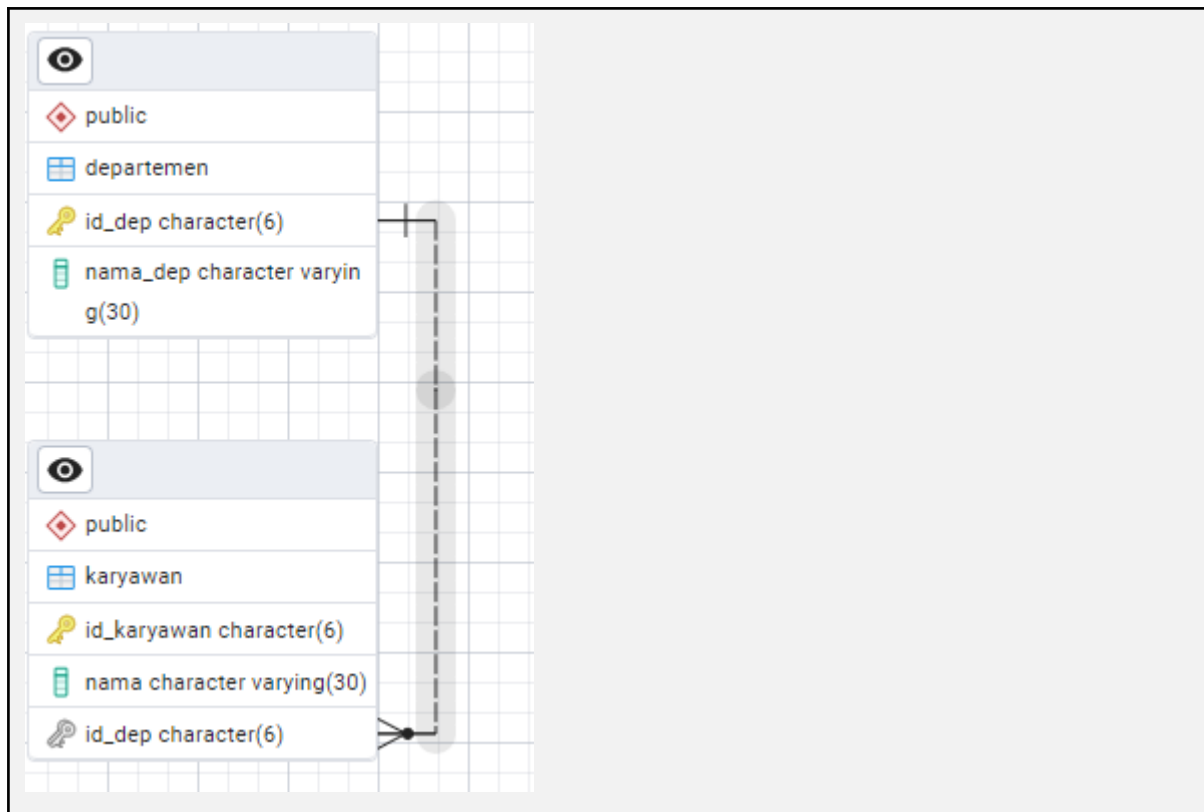 public
departemen
id_dep character(6)
nama_dep character varyin
g(30)
public
karyawan
id_karyawan character(6)
nama character varying(30)
id_dep character(6)